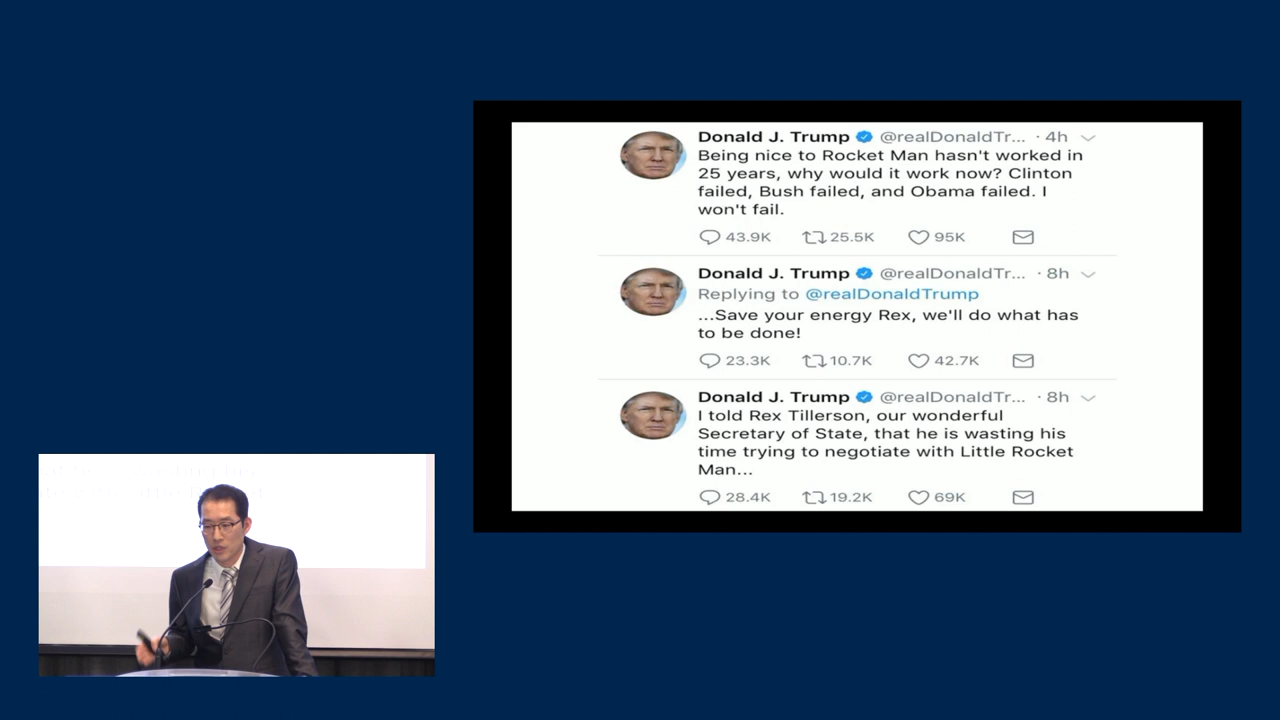 Donald J. Trump @realDonaldTr... · 4h
Being nice to Rocket Man hasn't worked in
25 years, why would it work now? Clinton
failed, Bush failed, and Obama failed. I
won't fail.
43.9K 25.5K 95K
Donald J. Trump @realDonaldTr... · 8h
Replying to @realDonaldTrump
...Save your energy Rex, we'll do what has
to be done!
23.3K 10.7K 42.7K
Donald J. Trump @realDonaldTr... · 8h
I told Rex Tillerson, our wonderful
Secretary of State, that he is wasting his
time trying to negotiate with Little Rocket
Man...
28.4K 19.2K 69K